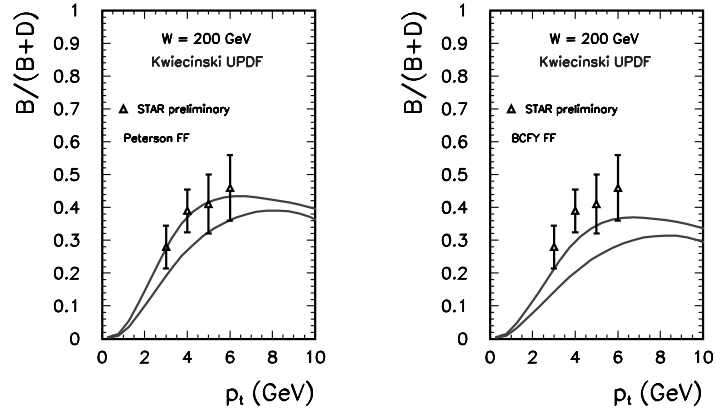 B/(B+D)
1
0.9
0.8
0.7
0.6
0.5
0.4
0.3
0.2
0.1
0
W = 200 GeV
Kwiecinski UPDF
STAR preliminary
Peterson FF
0 2 4 6 8 10
p_t (GeV)
B/(B+D)
1
0.9
0.8
0.7
0.6
0.5
0.4
0.3
0.2
0.1
0
W = 200 GeV
Kwiecinski UPDF
STAR preliminary
BCFY FF
0 2 4 6 8 10
p_t (GeV)